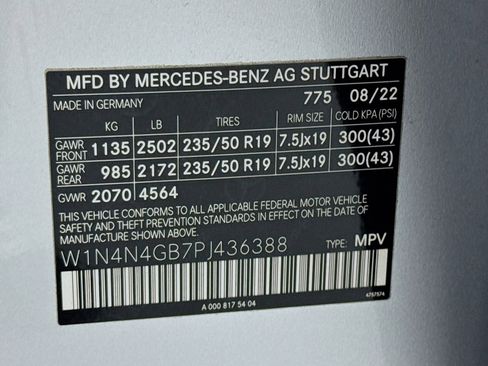 MFD BY MERCEDES-BENZ AG STUTTGART
MADE IN GERMANY 775 08/22
KG LB TIRES RIM SIZE COLD KPA (PSI)
GAWR FRONT 1135 2502 235/50 R19 7.5Jx19 300(43)
GAWR REAR 985 2172 235/50 R19 7.5Jx19 300(43)
GVWR 2070 4564
THIS VEHICLE CONFORMS TO ALL APPLICABLE FEDERAL MOTOR VEHICLE
SAFETY AND THEFT PREVENTION STANDARDS IN EFFECT ON THE DATE
OF MANUFACTURE SHOWN ABOVE.
W1N4N4GB7PJ436388 TYPE: MPV
A 000 817 54 04 4757574